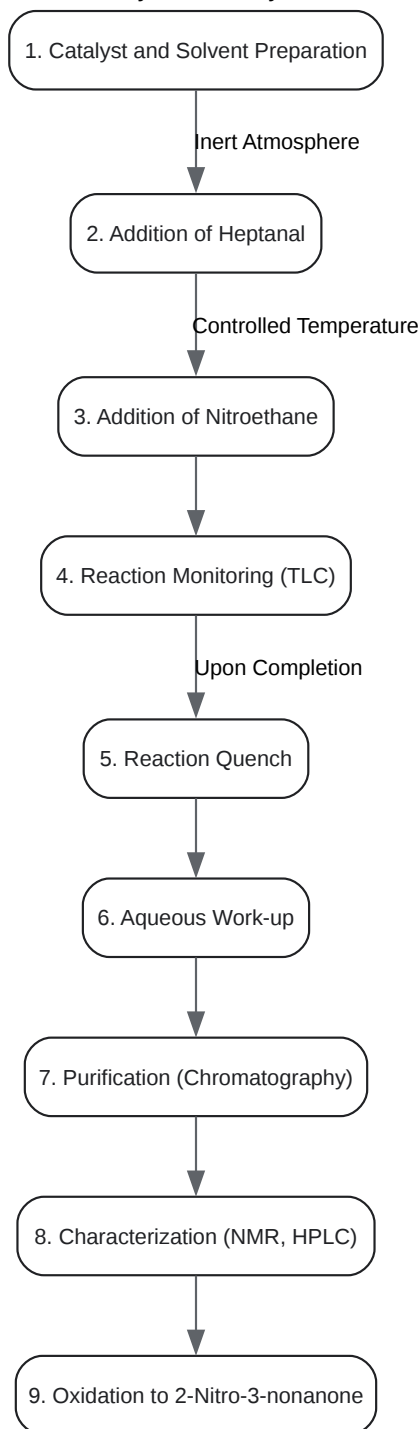 1. Catalyst and Solvent Preparation
Inert Atmosphere
2. Addition of Heptanal
Controlled Temperature
3. Addition of Nitroethane
4. Reaction Monitoring (TLC)
Upon Completion
5. Reaction Quench
6. Aqueous Work-up
7. Purification (Chromatography)
8. Characterization (NMR, HPLC)
9. Oxidation to 2-Nitro-3-nonanone